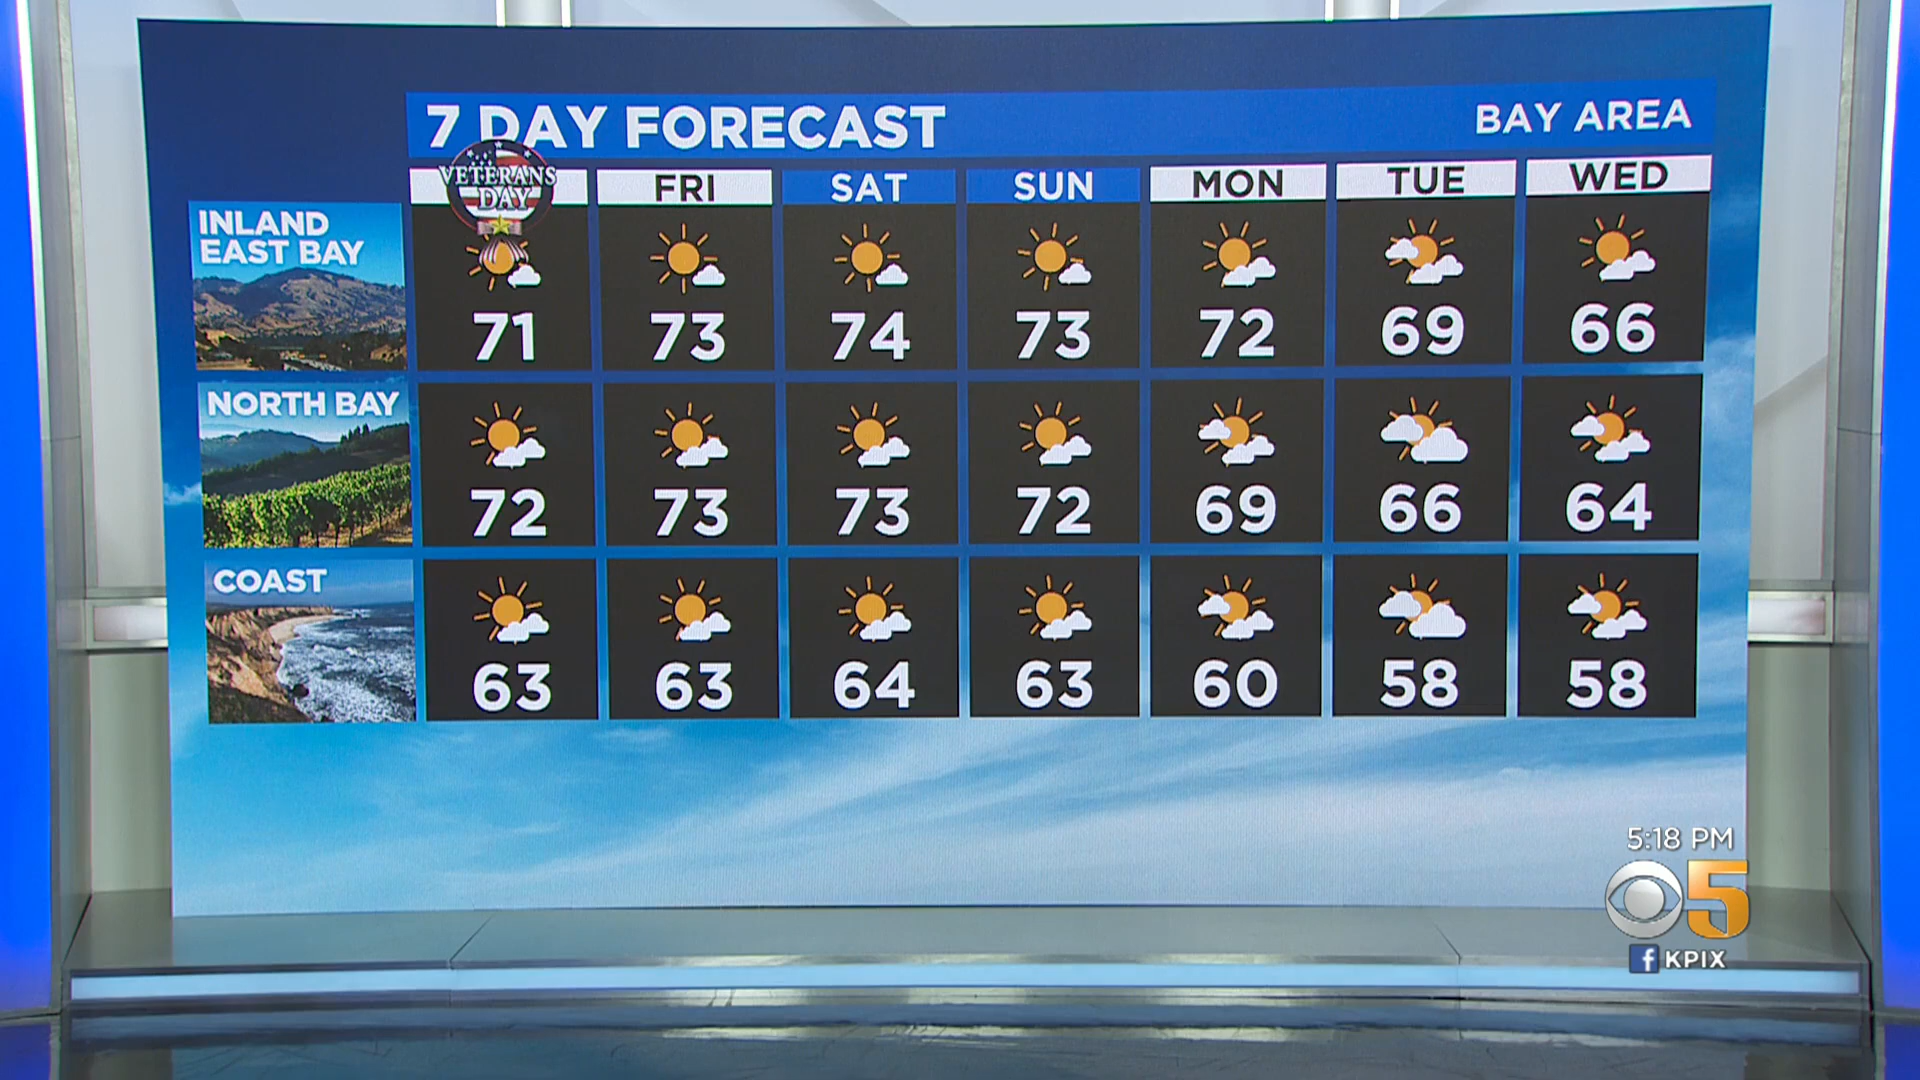 7 DAY FORECAST
BAY AREA
VETERANS
DAY
FRI
SAT
SUN
MON
TUE
WED
INLAND
EAST BAY
71
73
74
73
72
69
66
NORTH BAY
72
73
73
72
69
66
64
COAST
63
63
64
63
60
58
58
5:18 PM
5
f KPIX